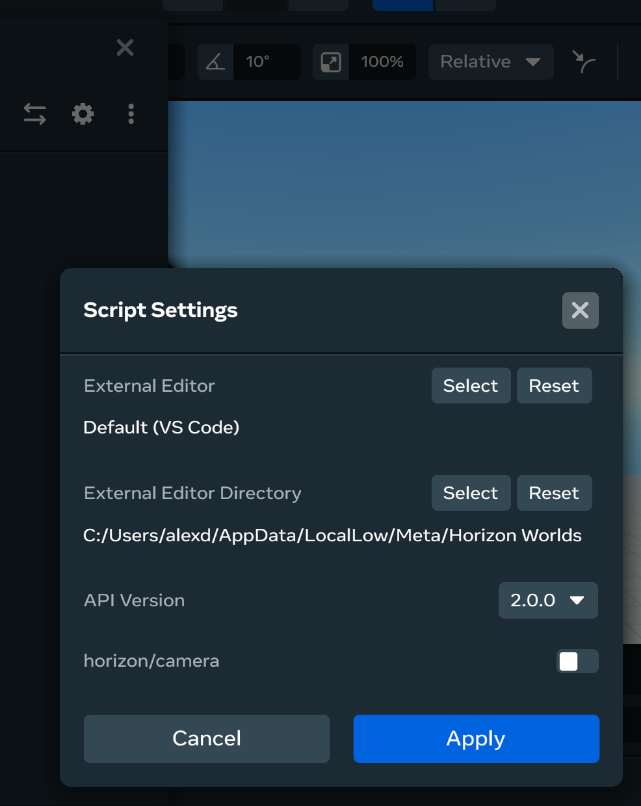 10°
100%
Relative
Script Settings
External Editor
Select
Reset
Default (VS Code)
External Editor Directory
Select
Reset
C:/Users/alexd/AppData/LocalLow/Meta/Horizon Worlds
API Version
2.0.0
horizon/camera
Cancel
Apply